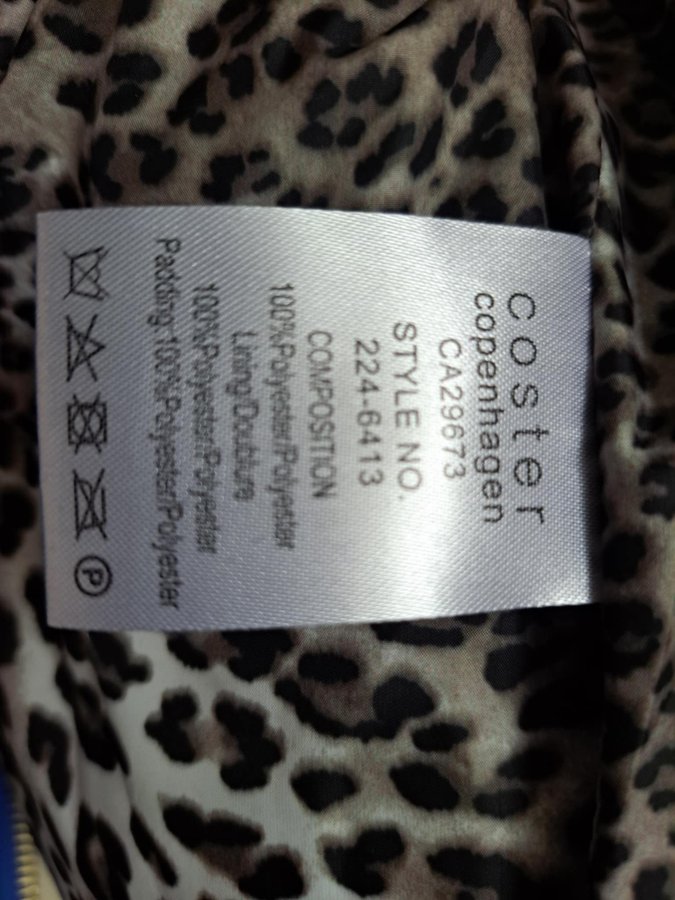 coster
copenhagen
CA29673
STYLE NO.
224-6413
COMPOSITION
100%Polyester/Polyester
Lining/Doublure
100%Polyester/Polyester
Padding:100%Polyester/Polyester
P